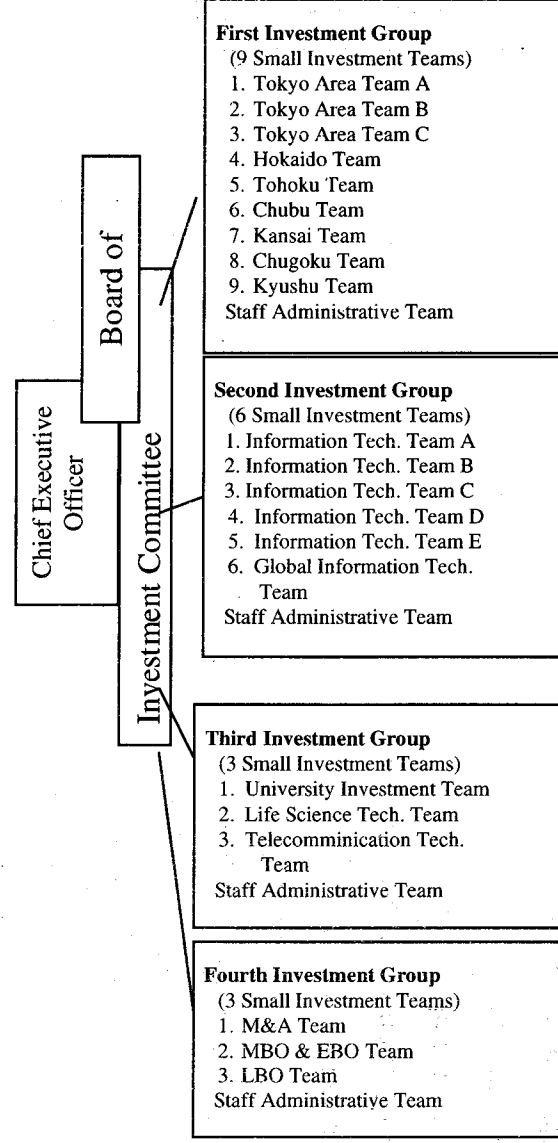 Chief Executive
Officer
Board of
Investment Committee
First Investment Group
(9 Small Investment Teams)
1. Tokyo Area Team A
2. Tokyo Area Team B
3. Tokyo Area Team C
4. Hokaido Team
5. Tohoku Team
6. Chubu Team
7. Kansai Team
8. Chugoku Team
9. Kyushu Team
Staff Administrative Team
Second Investment Group
(6 Small Investment Teams)
1. Information Tech. Team A
2. Information Tech. Team B
3. Information Tech. Team C
4. Information Tech. Team D
5. Information Tech. Team E
6. Global Information Tech.
Team
Staff Administrative Team
Third Investment Group
(3 Small Investment Teams)
1. University Investment Team
2. Life Science Tech. Team
3. Telecomminication Tech.
Team
Staff Administrative Team
Fourth Investment Group
(3 Small Investment Teams)
1. M&A Team
2. MBO & EBO Team
3. LBO Team
Staff Administrative Team